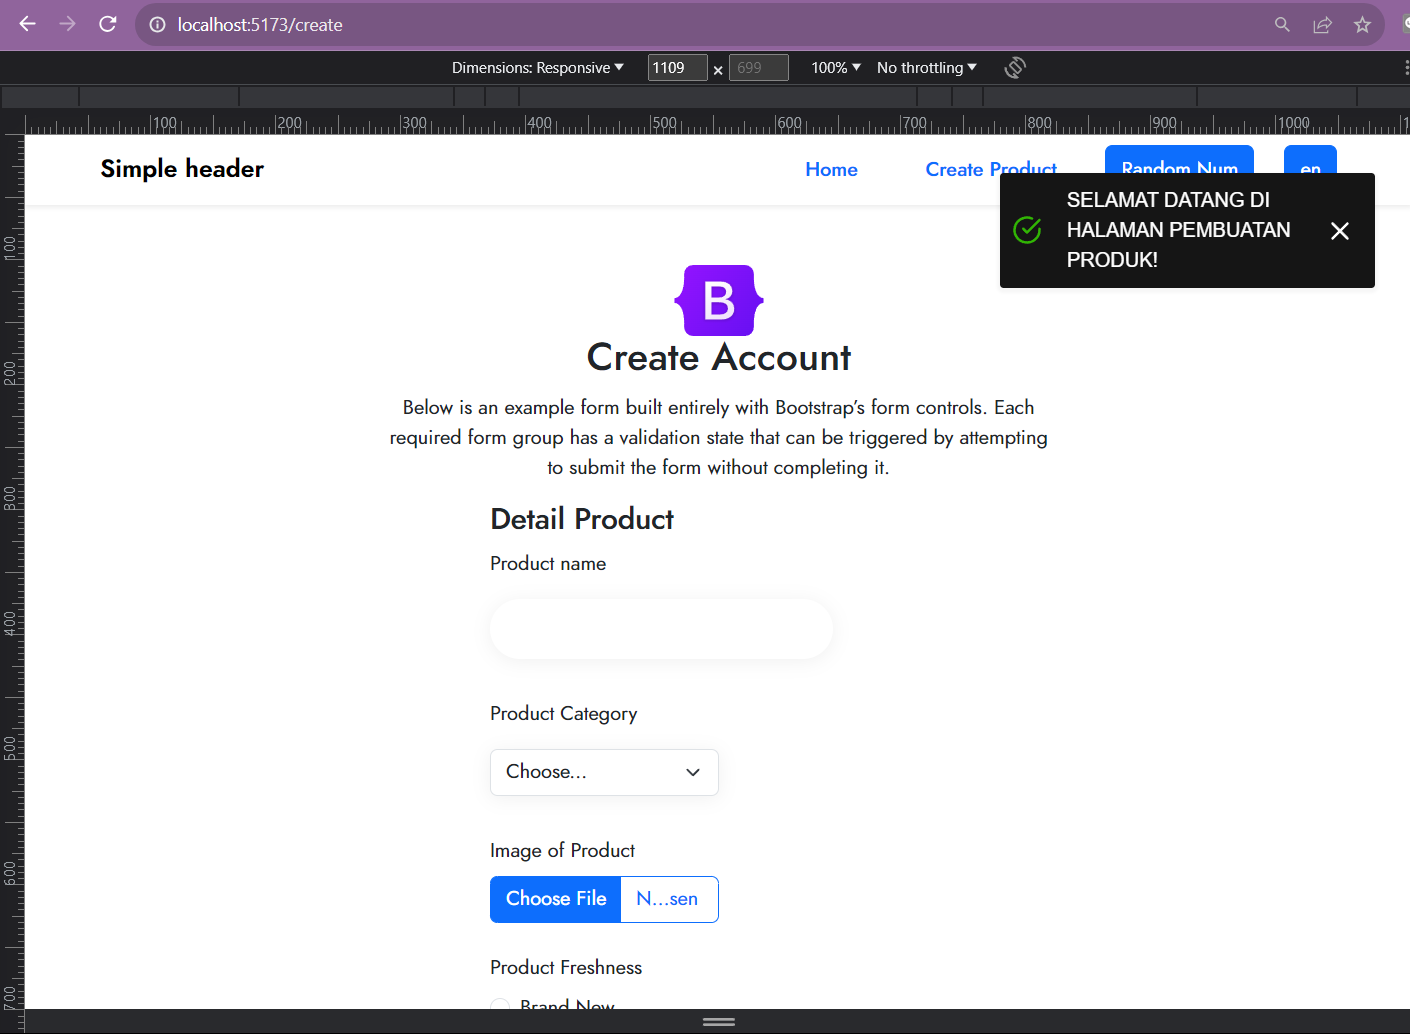 localhost:5173/create
Dimensions: Responsive 1109 × 699 100% No throttling
100 200 300 400 500 600 700 800 900 1000
Simple header Home Create Product Random Num en
SELAMAT DATANG DI
HALAMAN PEMBUATAN
PRODUK!
B
Create Account
Below is an example form built entirely with Bootstrap’s form controls. Each
required form group has a validation state that can be triggered by attempting
to submit the form without completing it.
Detail Product
Product name
Product Category
Choose...
Image of Product
Choose File N...sen
Product Freshness
Brand New
100
200
300
400
500
600
700